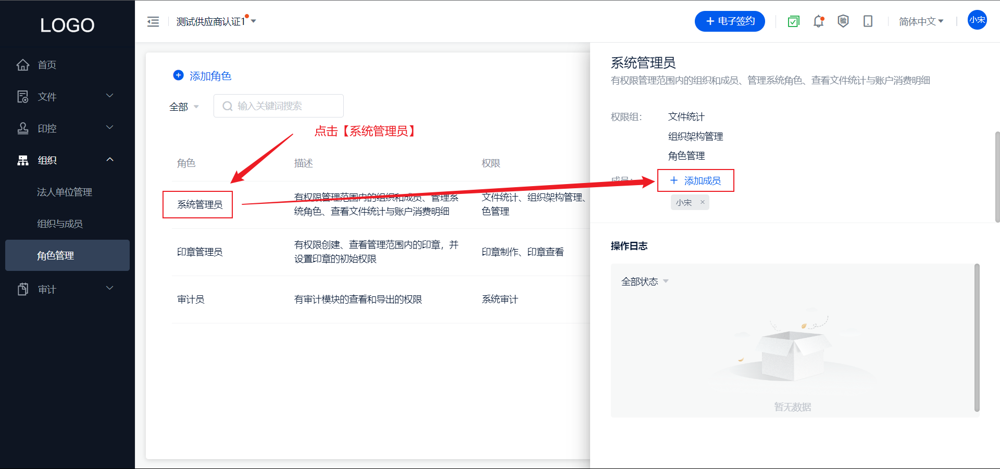 LOGO
测试供应商认证1
电子签约
验
简体中文
小宋
首页
文件
印控
组织
法人单位管理
组织与成员
角色管理
审计
添加角色
全部
输入关键词搜索
点击【系统管理员】
角色
描述
权限
系统管理员
有权限管理范围内的组织和成员、管理系
统角色、查看文件统计与账户消费明细
文件统计、组织架构管理、
色管理
印章管理员
有权限创建、查看管理范围内的印章，并
设置印章的初始权限
印章制作、印章查看
审计员
有审计模块的查看和导出的权限
系统审计
系统管理员
有权限管理范围内的组织和成员、管理系统角色、查看文件统计与账户消费明细
权限组：
文件统计
组织架构管理
角色管理
成员：
添加成员
小宋 ×
操作日志
全部状态
暂无数据